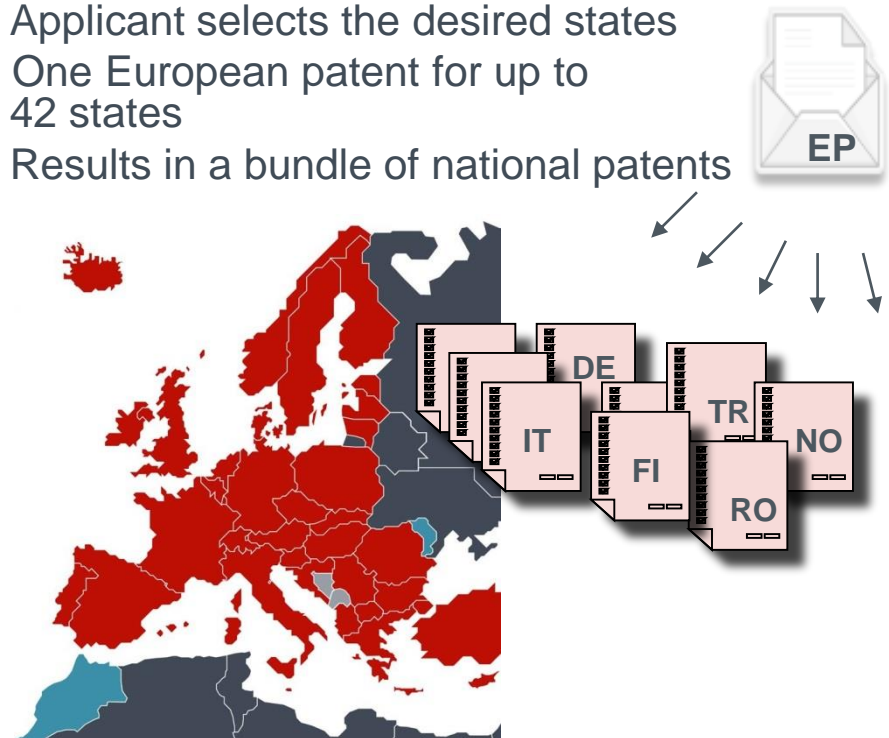 Applicant selects the desired states
One European patent for up to
42 states
Results in a bundle of national patents
EP
DE
TR
IT
NO
FI
RO